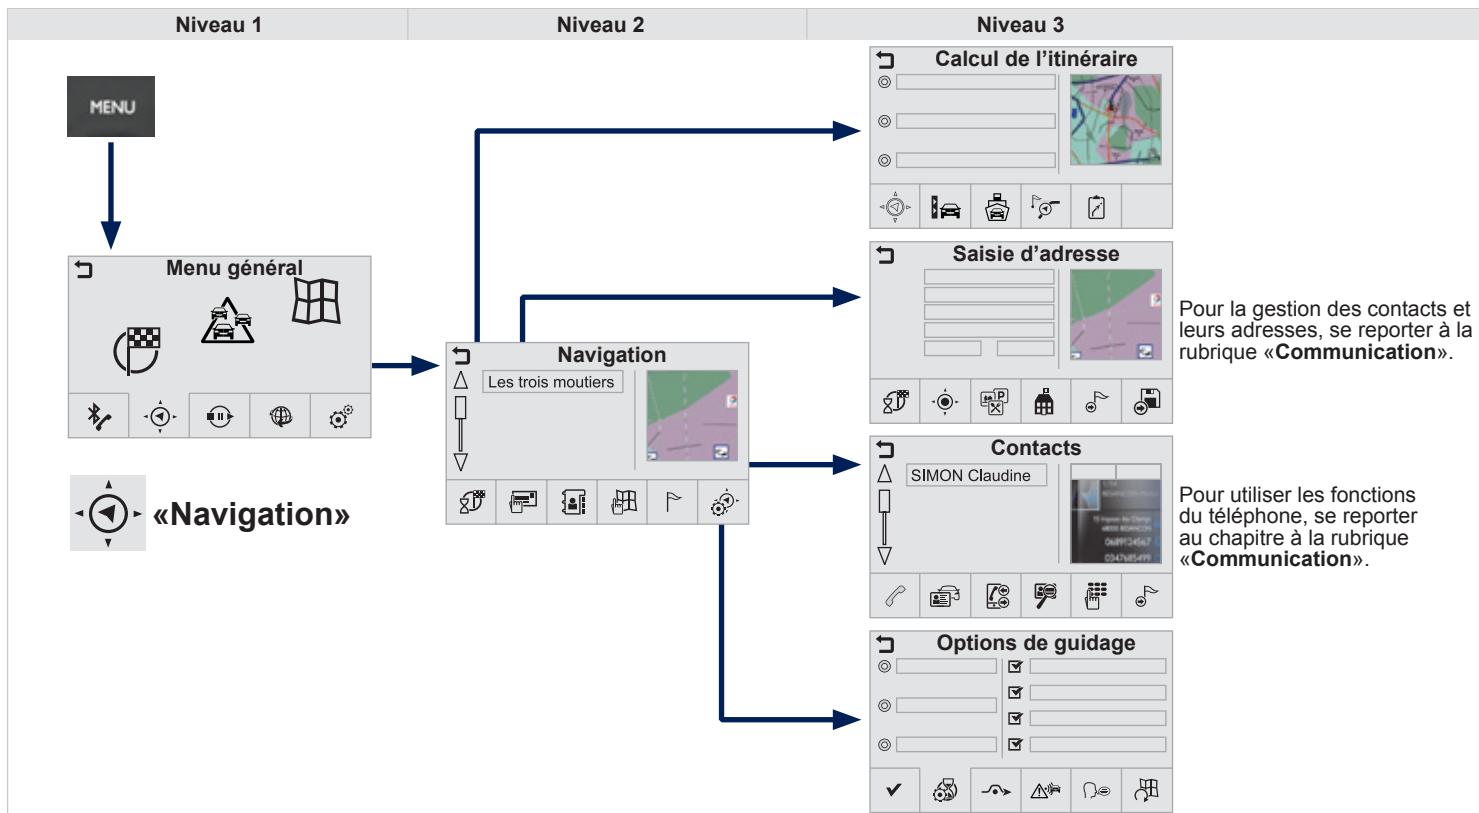 Niveau 1
Niveau 2
Niveau 3
MENU
Menu général
«Navigation»
Navigation
Les trois moutiers
Calcul de l'itinéraire
Saisie d'adresse
Pour la gestion des contacts et
leurs adresses, se reporter à la
rubrique «Communication».
Contacts
SIMON Claudine
0689124567
0347685499
Pour utiliser les fonctions
du téléphone, se reporter
au chapitre à la rubrique
«Communication».
Options de guidage